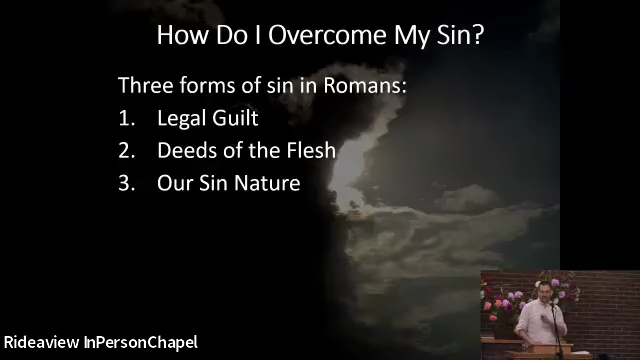 How Do I Overcome My Sin?
Three forms of sin in Romans:
1. Legal Guilt
2. Deeds of the Flesh
3. Our Sin Nature
Rideaview InPersonChapel